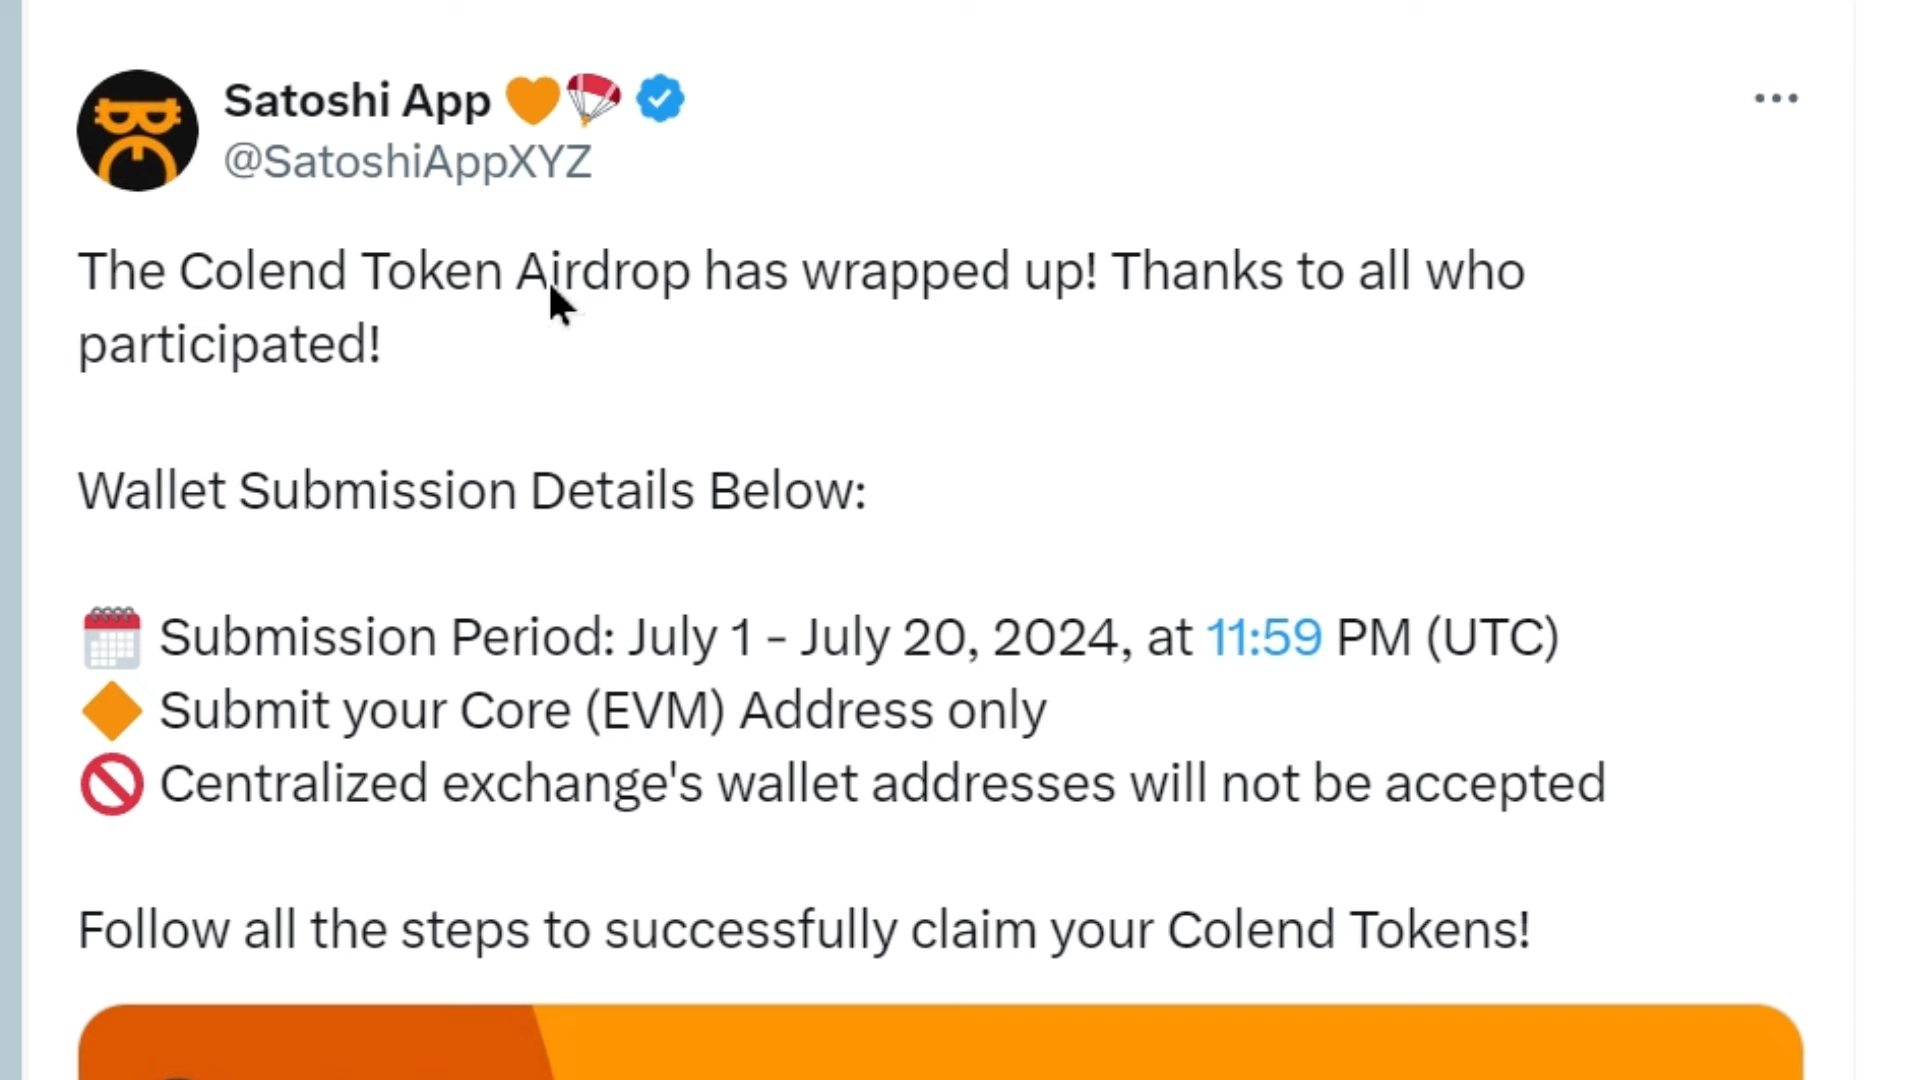 Satoshi App 🧡🪂
@SatoshiAppXYZ
The Colend Token Airdrop has wrapped up! Thanks to all who
participated!
Wallet Submission Details Below:
🗓️ Submission Period: July 1 - July 20, 2024, at 11:59 PM (UTC)
🔶 Submit your Core (EVM) Address only
🚫 Centralized exchange's wallet addresses will not be accepted
Follow all the steps to successfully claim your Colend Tokens!